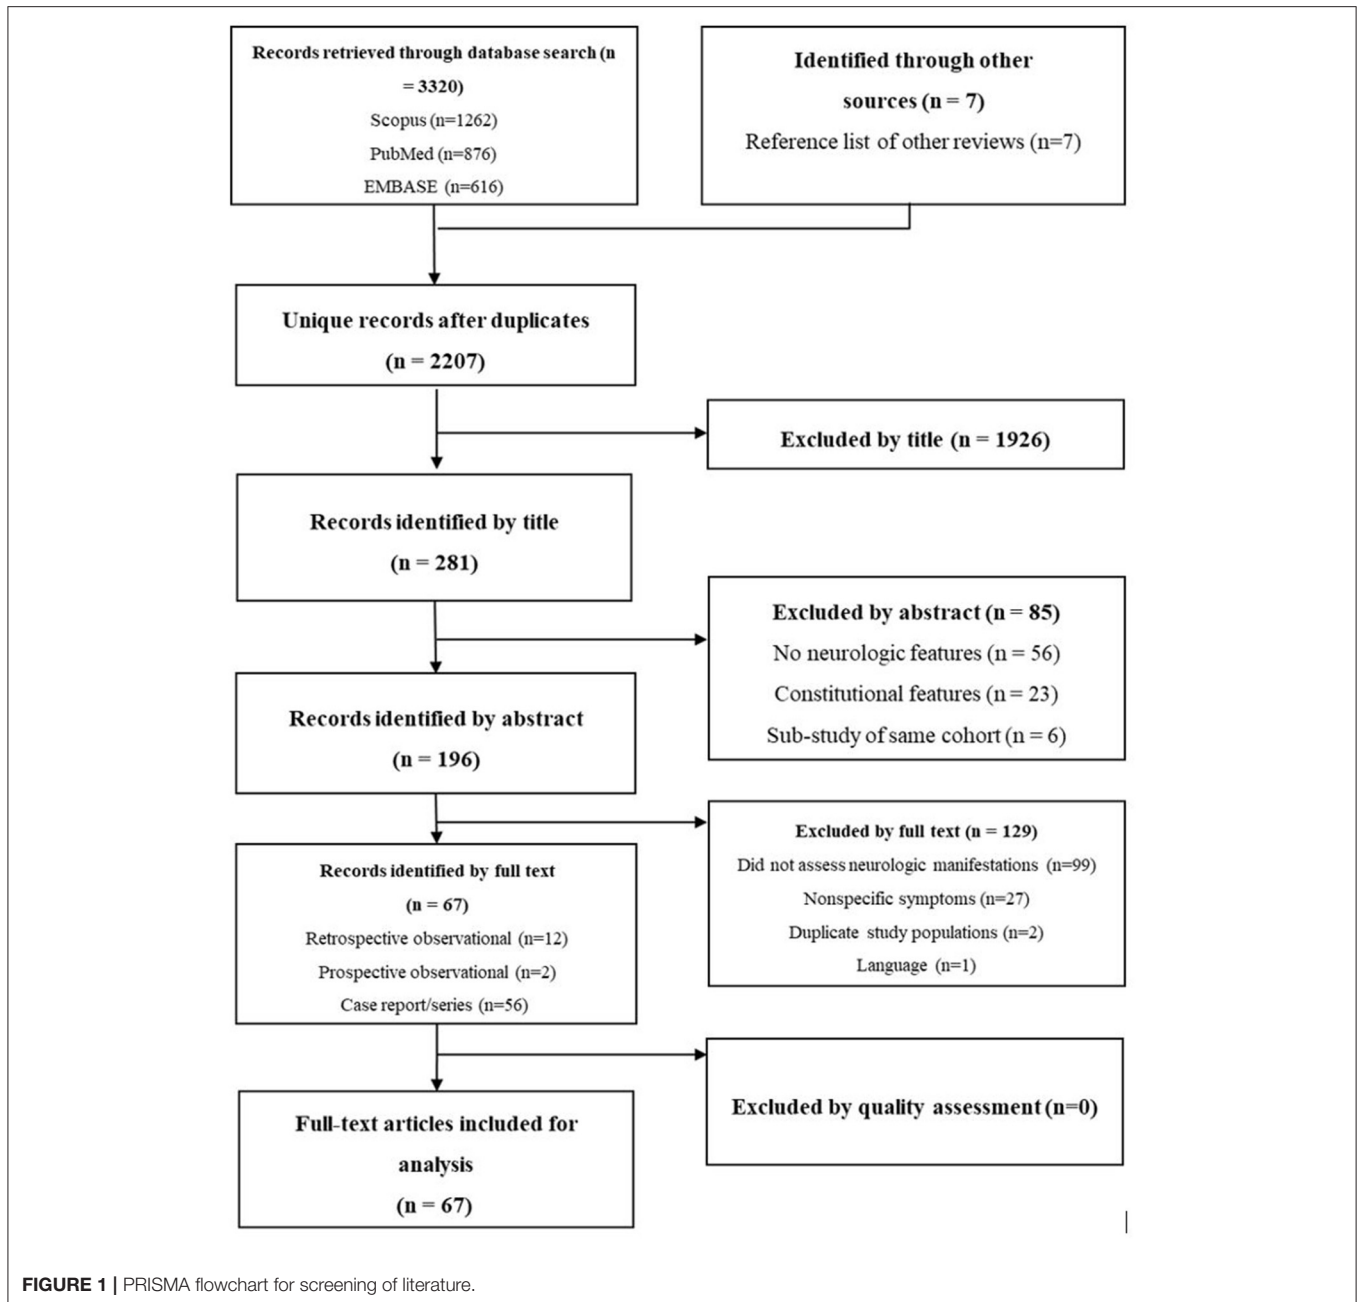 Records retrieved through database search (n
= 3320)
Scopus (n=1262)
PubMed (n=876)
EMBASE (n=616)
Identified through other
sources (n = 7)
Reference list of other reviews (n=7)
Unique records after duplicates
(n = 2207)
Excluded by title (n = 1926)
Records identified by title
(n = 281)
Excluded by abstract (n = 85)
No neurologic features (n = 56)
Constitutional features (n = 23)
Sub-study of same cohort (n = 6)
Records identified by abstract
(n = 196)
Excluded by full text (n = 129)
Did not assess neurologic manifestations (n=99)
Nonspecific symptoms (n=27)
Duplicate study populations (n=2)
Language (n=1)
Records identified by full text
(n = 67)
Retrospective observational (n=12)
Prospective observational (n=2)
Case report/series (n=56)
Excluded by quality assessment (n=0)
Full-text articles included for
analysis
(n = 67)
FIGURE 1 | PRISMA flowchart for screening of literature.